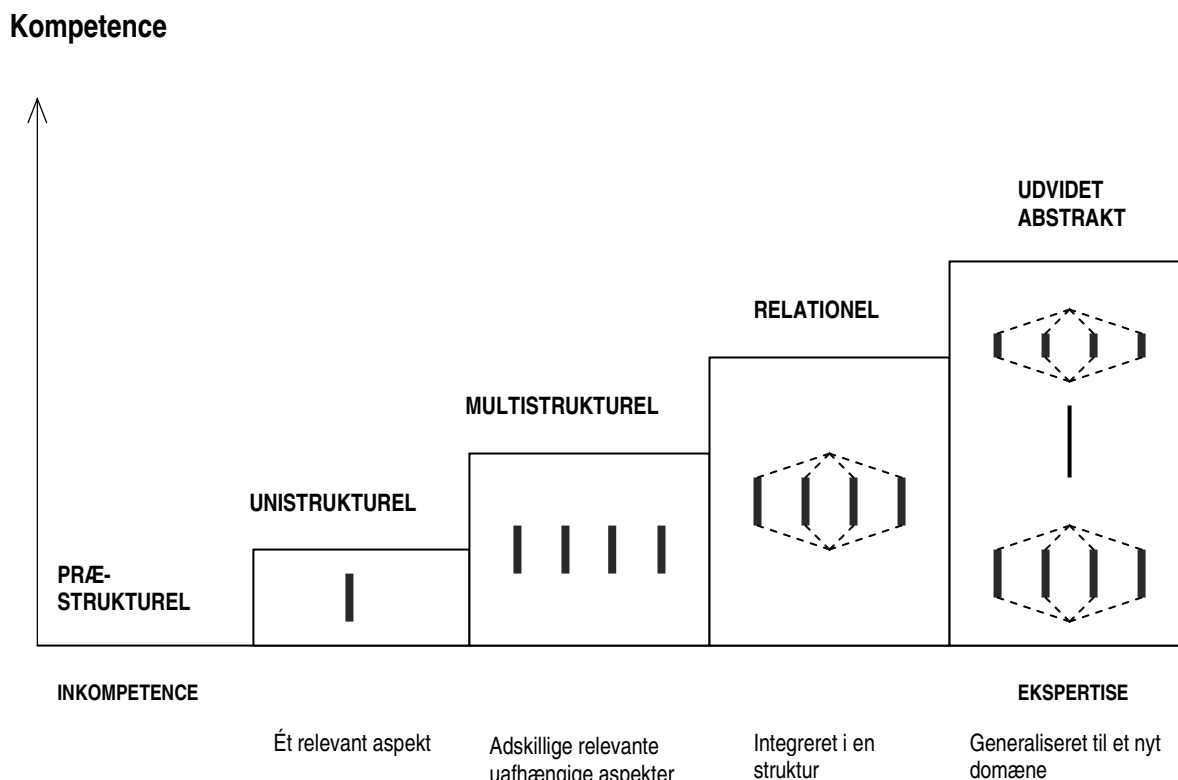 Kompetence
UDVIDET
ABSTRAKT
RELATIONEL
MULTISTRUKTUREL
UNISTRUKTUREL
PRÆ-
STRUKTUREL
INKOMPETENCE
EKSPERTISE
Ét relevant aspekt
Adskillige relevante
uafhængige aspekter
Integreret i en
struktur
Generaliseret til et nyt
domæne